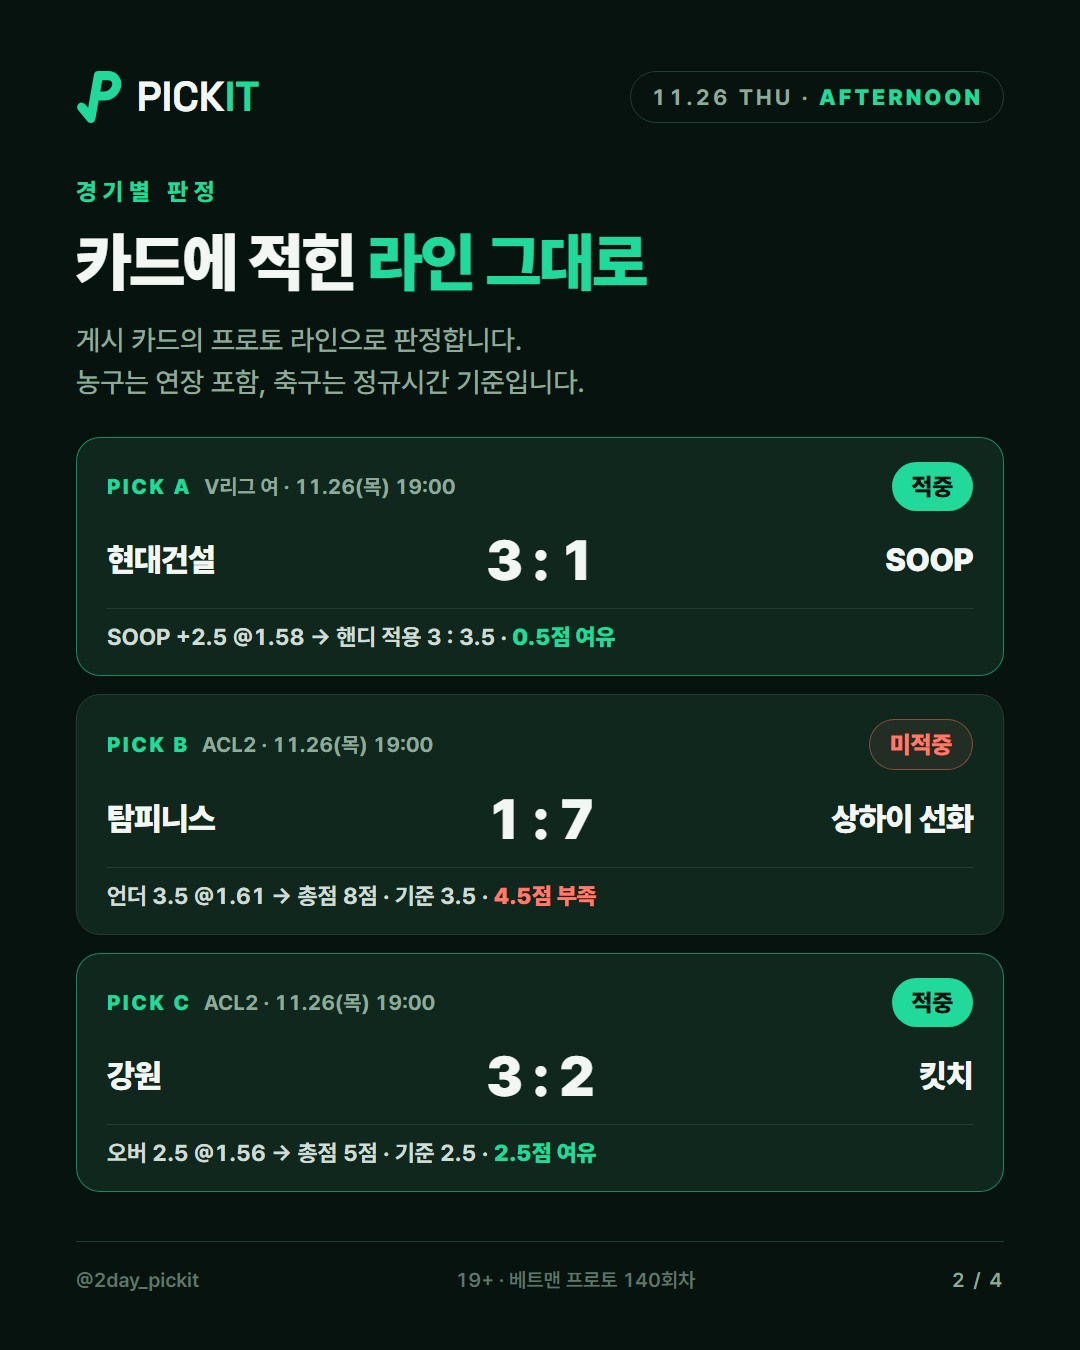 PICKIT
11.26 THU · AFTERNOON
경기별 판정
카드에 적힌 라인 그대로
게시 카드의 프로토 라인으로 판정합니다.
농구는 연장 포함, 축구는 정규시간 기준입니다.
PICK A V리그 여 · 11.26(목) 19:00 적중
현대건설 3 : 1 SOOP
SOOP +2.5 @1.58 → 핸디 적용 3 : 3.5 · 0.5점 여유
PICK B ACL2 · 11.26(목) 19:00 미적중
탐피니스 1 : 7 상하이 선화
언더 3.5 @1.61 → 총점 8점 · 기준 3.5 · 4.5점 부족
PICK C ACL2 · 11.26(목) 19:00 적중
강원 3 : 2 킷치
오버 2.5 @1.56 → 총점 5점 · 기준 2.5 · 2.5점 여유
@2day_pickit 19+ · 베트맨 프로토 140회차 2 / 4